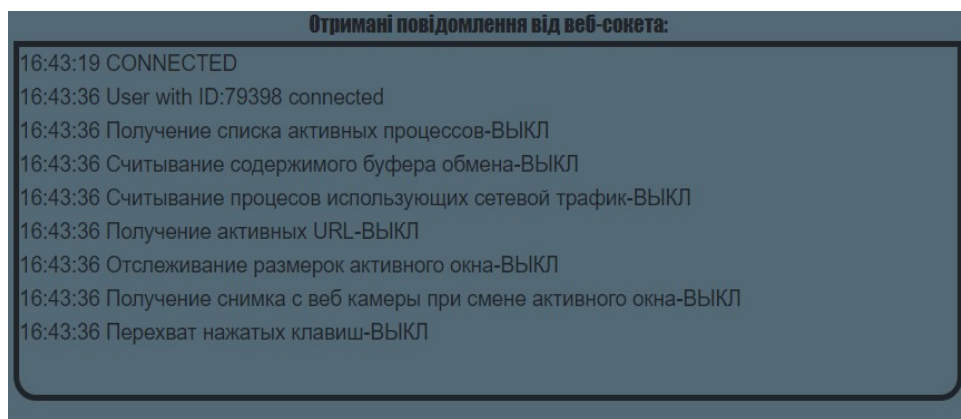 Отримані повідомлення від веб-сокета:
16:43:19 CONNECTED
16:43:36 User with ID:79398 connected
16:43:36 Получение списка активных процессов-ВЫКЛ
16:43:36 Считывание содержимого буфера обмена-ВЫКЛ
16:43:36 Считывание процесов использующих сетевой трафик-ВЫКЛ
16:43:36 Получение активных URL-ВЫКЛ
16:43:36 Отслеживание размерок активного окна-ВЫКЛ
16:43:36 Получение снимка с веб камеры при смене активного окна-ВЫКЛ
16:43:36 Перехват нажатых клавиш-ВЫКЛ